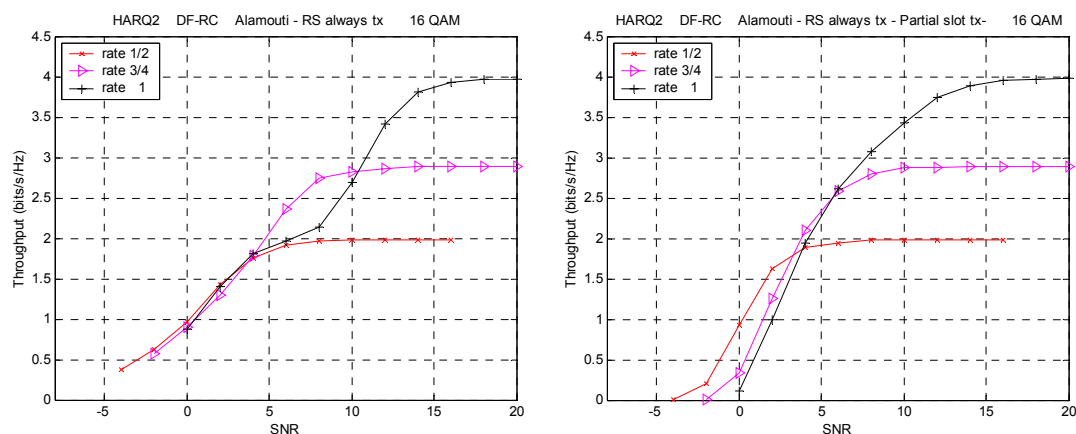 HARQ2 DF-RC Alamouti - RS always tx 16 QAM
4.5
4
3.5
3
2.5
2
1.5
1
0.5
0
Throughput (bits/s/Hz)
rate 1/2
rate 3/4
rate 1
-5
0
5
10
15
20
SNR
HARQ2 DF-RC Alamouti - RS always tx - Partial slot tx- 16 QAM
4.5
4
3.5
3
2.5
2
1.5
1
0.5
0
Throughput (bits/s/Hz)
rate 1/2
rate 3/4
rate 1
-5
0
5
10
15
20
SNR